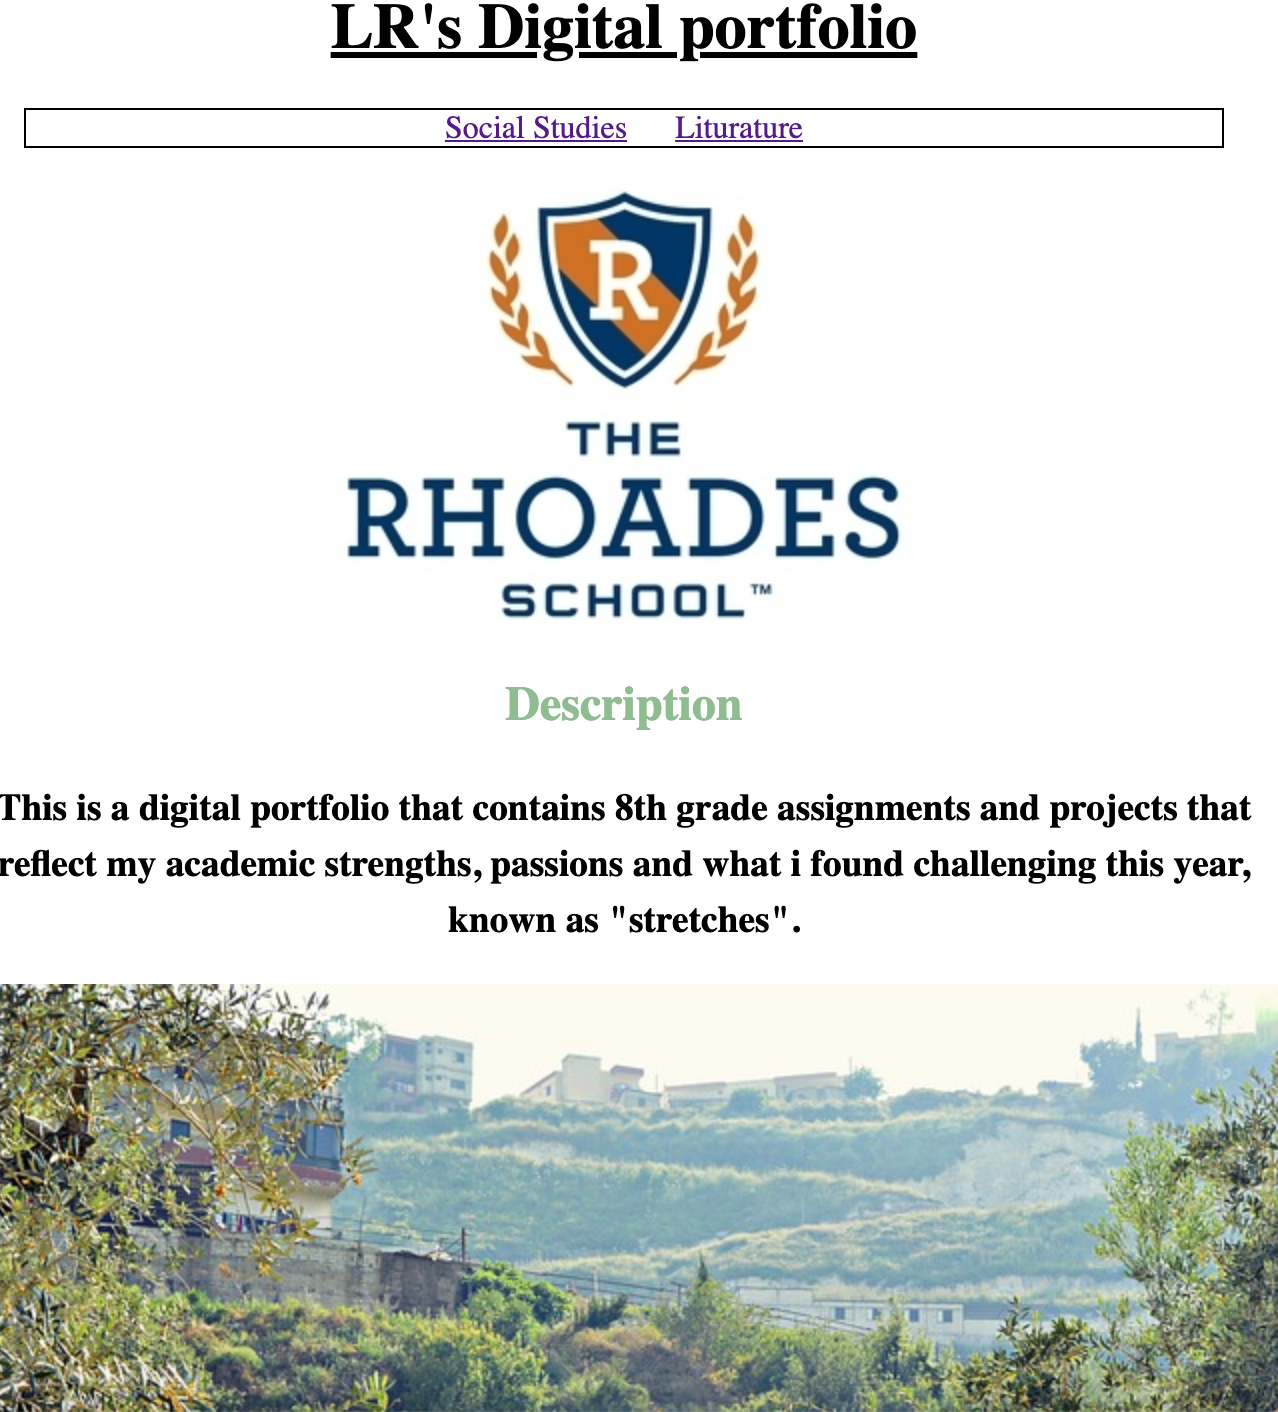 LR's Digital portfolio
Social Studies Liturature
R
THE
RHOADES
SCHOOL™
Description
This is a digital portfolio that contains 8th grade assignments and projects that
reflect my academic strengths, passions and what i found challenging this year,
known as "stretches".